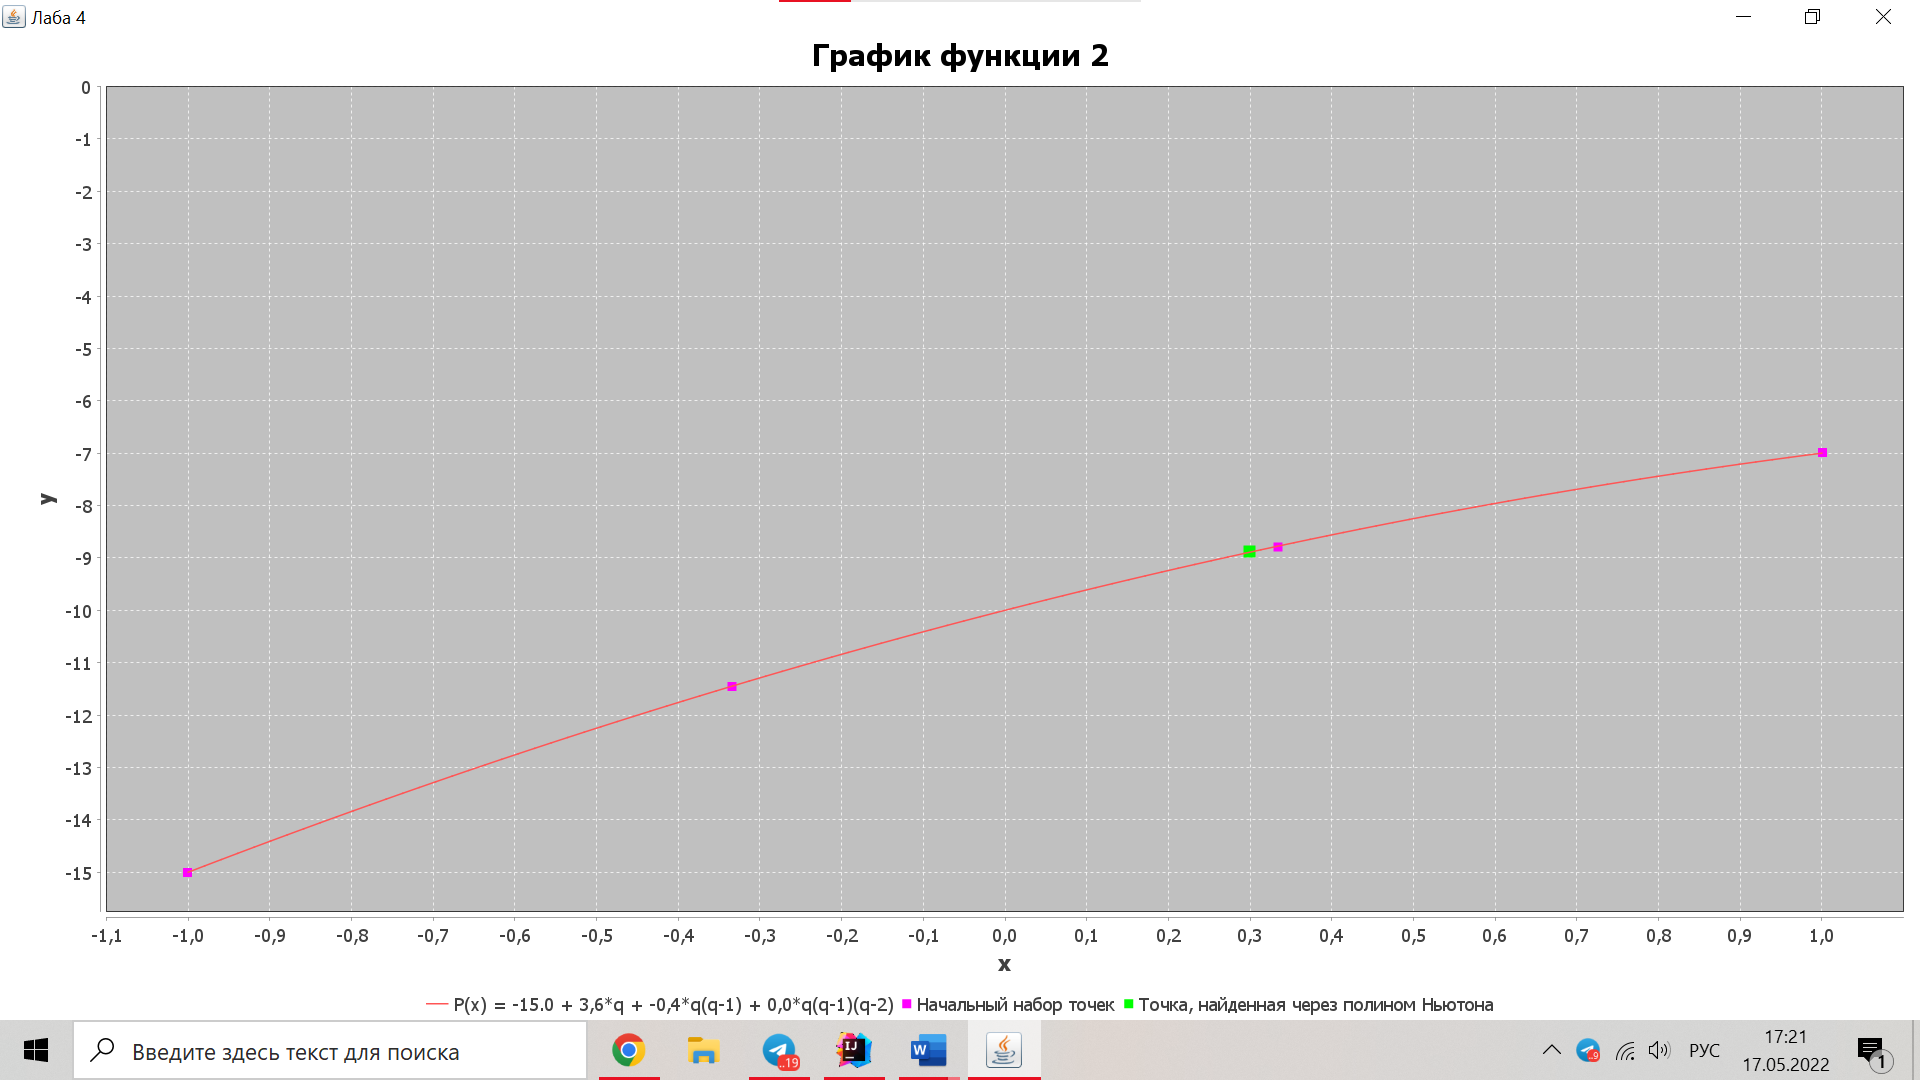 Лаба 4
График функции 2
0
-1
-2
-3
-4
-5
-6
-7
-8
-9
-10
-11
-12
-13
-14
-15
y
-1,1 -1,0 -0,9 -0,8 -0,7 -0,6 -0,5 -0,4 -0,3 -0,2 -0,1 0,0 0,1 0,2 0,3 0,4 0,5 0,6 0,7 0,8 0,9 1,0
x
P(x) = -15.0 + 3,6*q + -0,4*q(q-1) + 0,0*q(q-1)(q-2) Начальный набор точек Точка, найденная через полином Ньютона
Введите здесь текст для поиска
..19
IJ
W
9
РУС
17:21
17.05.2022
1